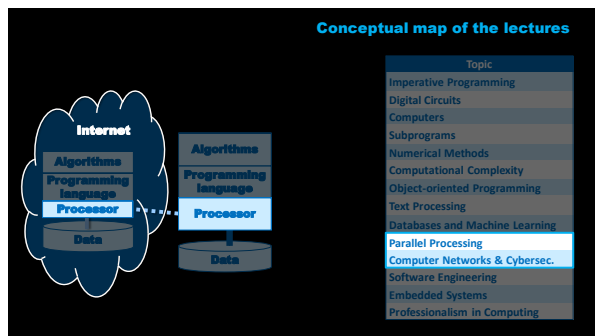 Conceptual map of the lectures
Internet
Algorithms
Programming
language
Processor
Data
Algorithms
Programming
language
Processor
Data
Topic
Imperative Programming
Digital Circuits
Computers
Subprograms
Numerical Methods
Computational Complexity
Object-oriented Programming
Text Processing
Databases and Machine Learning
Parallel Processing
Computer Networks & Cybersec.
Software Engineering
Embedded Systems
Professionalism in Computing